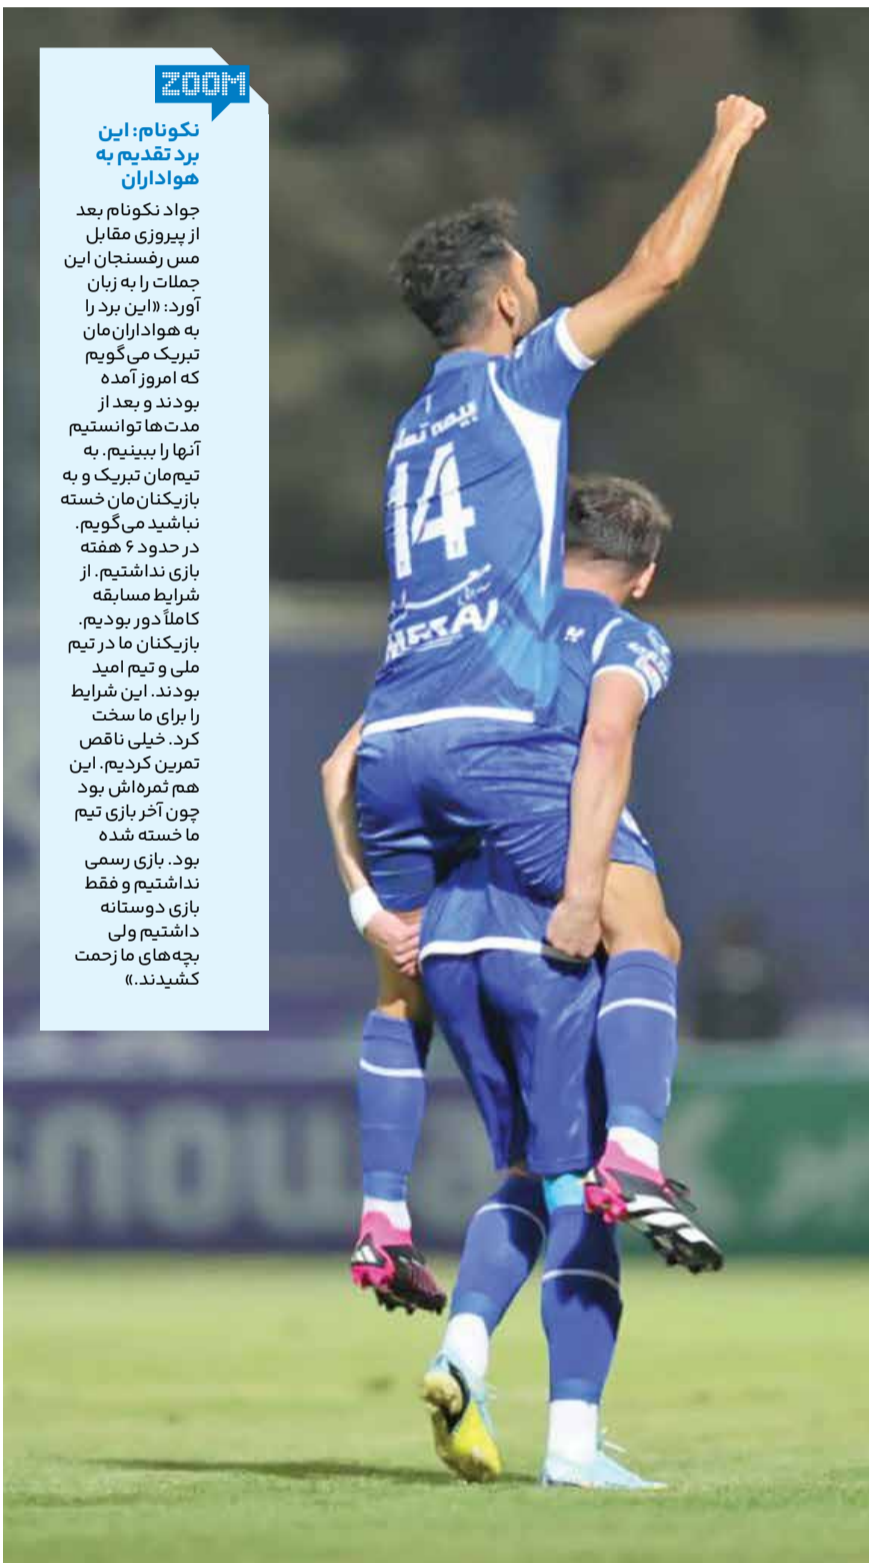 ZOOM
نکونام: این
برد تقدیم به
هواداران
جواد نکونام بعد
از پیروزی مقابل
مس رفسنجان این
جملات را به زبان
آورد: «این برد را
به هواداران‌مان
تبریک می‌گویم
که امروز آمده
بودند و بعد از
مدت‌ها توانستیم
آنها را ببینیم. به
تیم‌مان تبریک و به
بازیکنان‌مان خسته
نباشید می‌گویم.
در حدود ۶ هفته
بازی نداشتیم. از
شرایط مسابقه
کاملاً دور بودیم.
بازیکنان ما در تیم
ملی و تیم امید
بودند. این شرایط
را برای ما سخت
کرد. خیلی ناقص
تمرین کردیم. این
هم ثمره‌اش بود
چون آخر بازی تیم
ما خسته شده
بود. بازی رسمی
نداشتیم و فقط
بازی دوستانه
داشتیم ولی
بچه‌های ما زحمت
کشیدند.»
بیمه
14
snowa